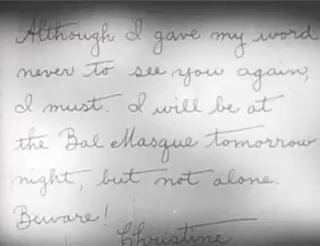 Although I gave my word
never to see you again,
I must. I will be at
the Bal Masque tomorrow
night, but not alone.
Beware!
Christine